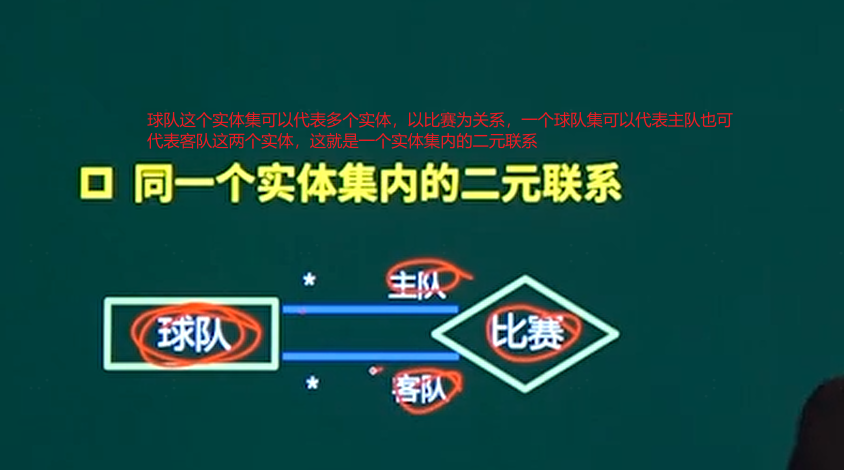 球队这个实体集可以代表多个实体，以比赛为关系，一个球队集可以代表主队也可
代表客队这两个实体，这就是一个实体集内的二元联系
同一个实体集内的二元联系
* 主队
球队 比赛
* 客队